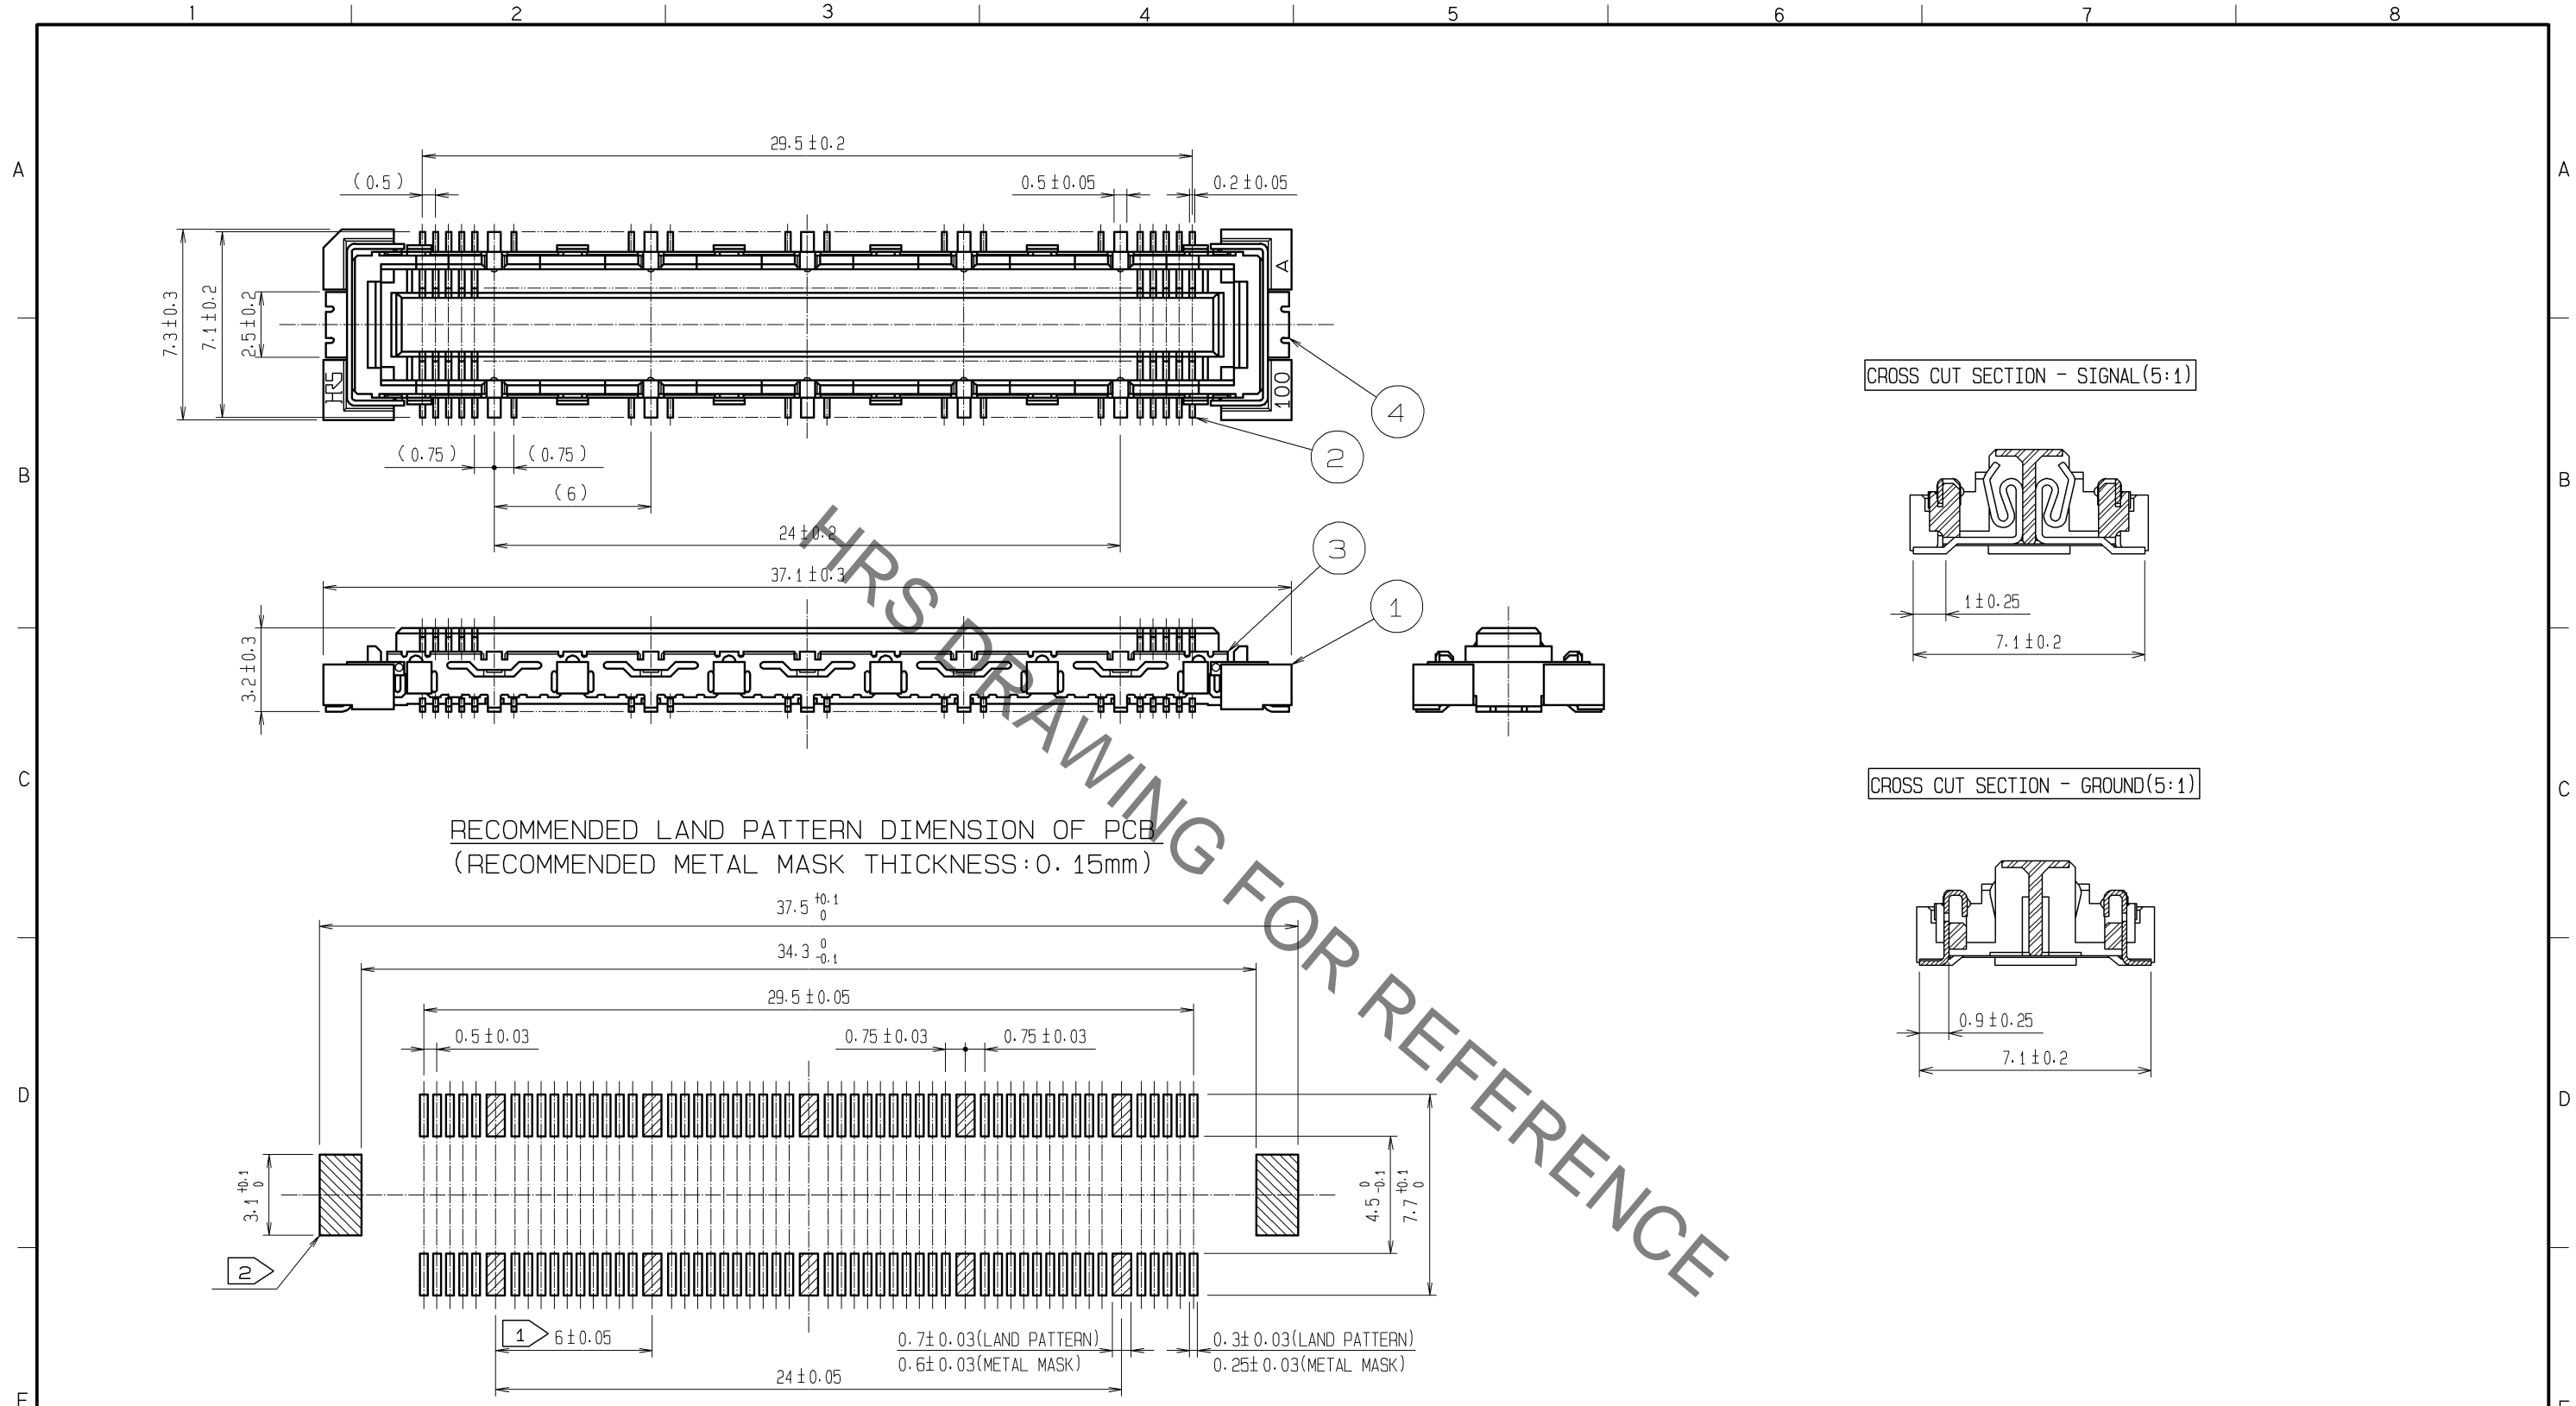 1 2 3 4 5 6 7 8
A A
29.5±0.2
(0.5) 0.5±0.05 0.2±0.05
7.3±0.3
7.1±0.2
2.5±0.2
A
HRS 100
4
2
(0.75) (0.75)
(6)
24±0.2
B B
CROSS CUT SECTION - SIGNAL(5:1)
1±0.25
7.1±0.2
3
37.1±0.3
1
3.2±0.3
C C
CROSS CUT SECTION - GROUND(5:1)
0.9±0.25
7.1±0.2
HRS DRAWING FOR REFERENCE
RECOMMENDED LAND PATTERN DIMENSION OF PCB
(RECOMMENDED METAL MASK THICKNESS:0.15mm)
37.5 +0.1 0
34.3 0 -0.1
29.5±0.05
0.5±0.03 0.75±0.03 0.75±0.03
D D
3.1 +0.1 0
4.5 0 -0.1
7.7 +0.1 0
2
1 6±0.05
0.7±0.03(LAND PATTERN) 0.3±0.03(LAND PATTERN)
0.6±0.03(METAL MASK) 0.25±0.03(METAL MASK)
24±0.05